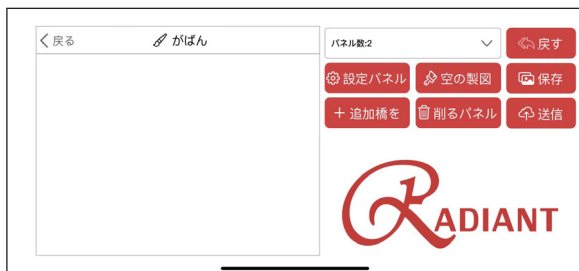 戻る
がばん
パネル数:2
戻す
設定パネル
空の製図
保存
+ 追加橋を
削るパネル
送信
RADIANT